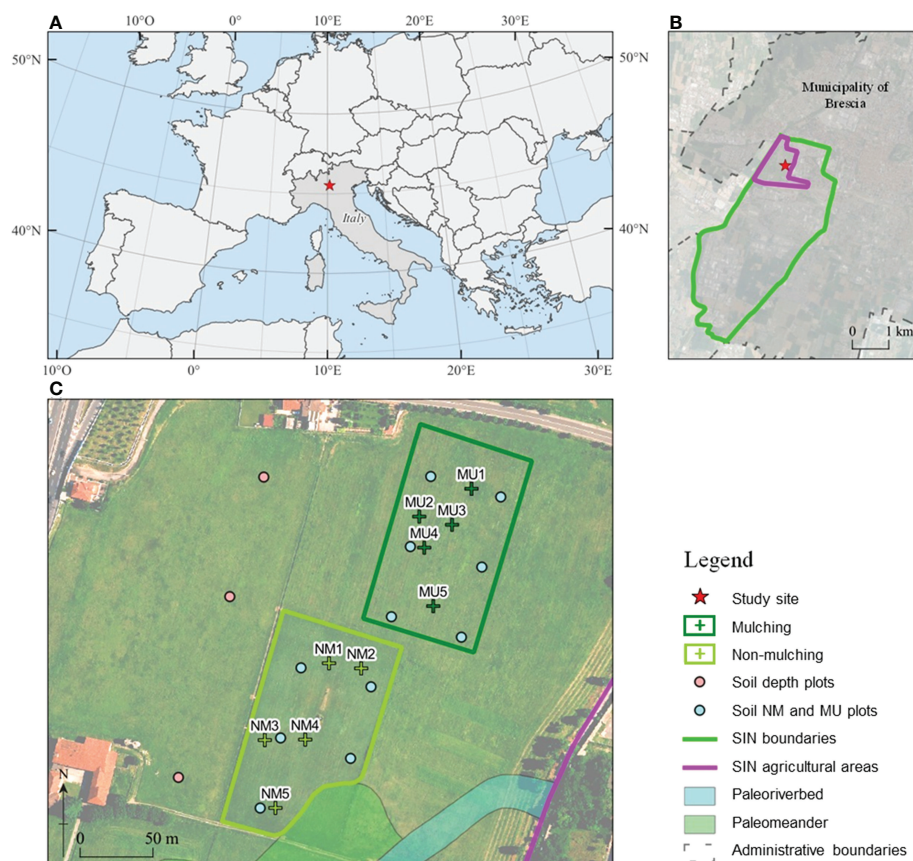 A
10°0'
0°
10°E
20°E
30°E
50°N
50°N
40°N
40°N
Italy
10°0'
0°
10°E
20°E
30°E
B
Municipality of
Brescia
0 1 km
C
MU1
MU2
MU3
MU4
MU5
NM1
NM2
NM3
NM4
NM5
N
0 50 m
Legend
Study site
Mulching
Non-mulching
Soil depth plots
Soil NM and MU plots
SIN boundaries
SIN agricultural areas
Paleoriverbed
Paleomeander
Administrative boundaries